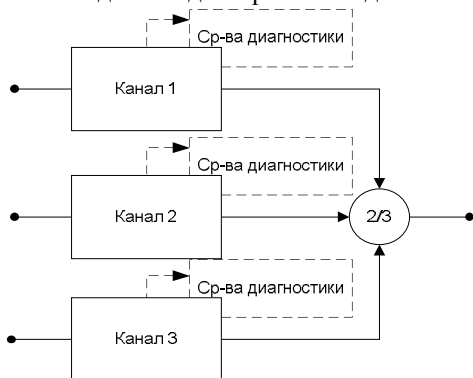 Ср-ва диагностики
Канал 1
Ср-ва диагностики
Канал 2
2/3
Ср-ва диагностики
Канал 3